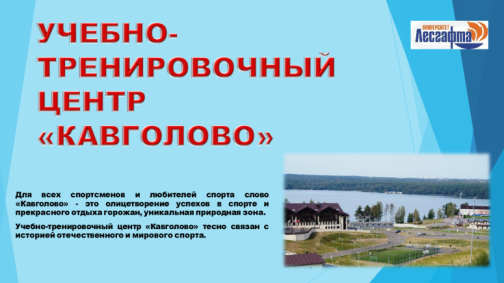 УЧЕБНО-
ТРЕНИРОВОЧНЫЙ
ЦЕНТР
«КАВГОЛОВО»
УНИВЕРСИТЕТ
Лесгафта
Для всех спортсменов и любителей спорта слово
«Кавголово» - это олицетворение успехов в спорте и
прекрасного отдыха горожан, уникальная природная зона.
Учебно-тренировочный центр «Кавголово» тесно связан с
историей отечественного и мирового спорта.